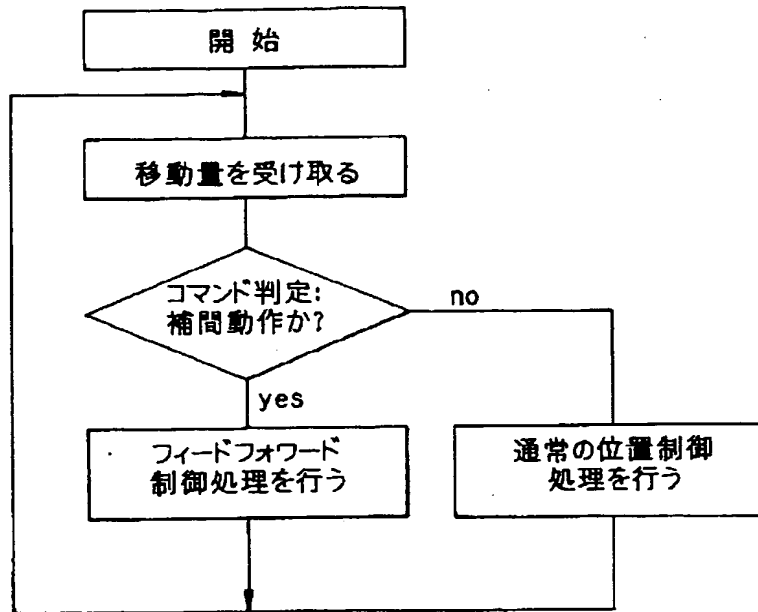 開始
移動量を受け取る
コマンド判定:
補間動作か?
no
yes
フィードフォワード
制御処理を行う
通常の位置制御
処理を行う